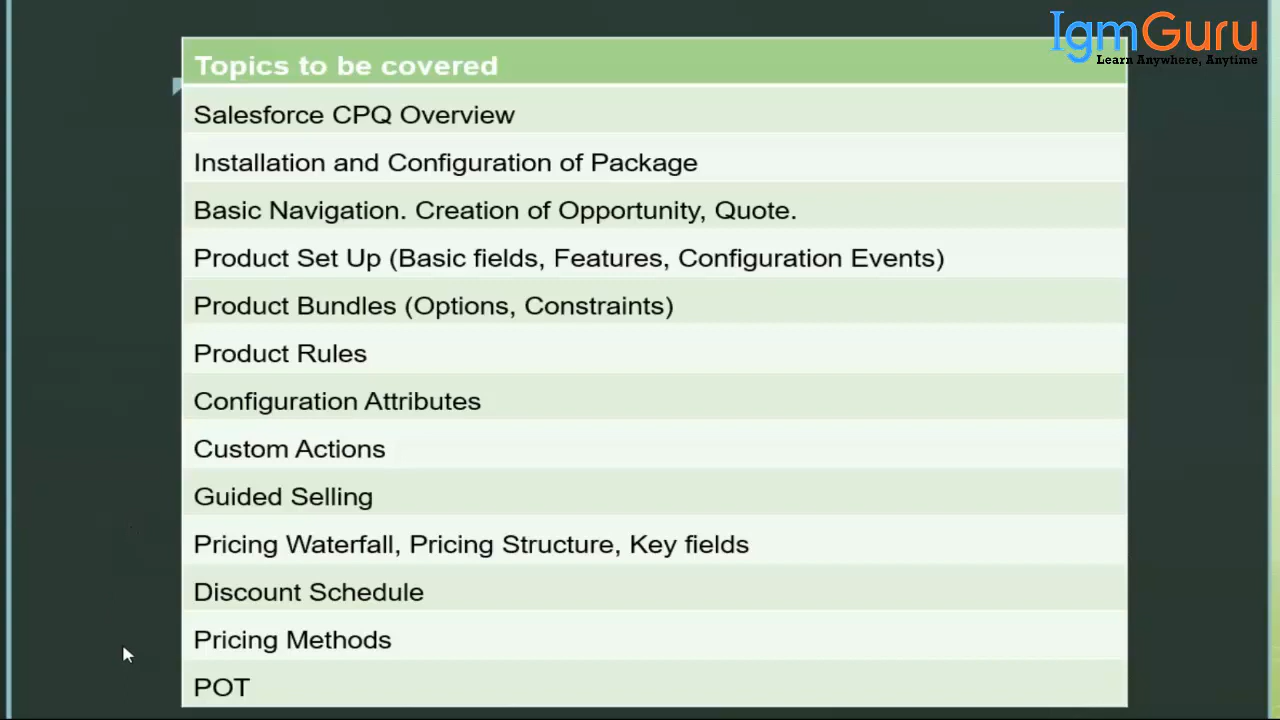 IgmGuru
Learn Anywhere, Anytime
Topics to be covered
Salesforce CPQ Overview
Installation and Configuration of Package
Basic Navigation. Creation of Opportunity, Quote.
Product Set Up (Basic fields, Features, Configuration Events)
Product Bundles (Options, Constraints)
Product Rules
Configuration Attributes
Custom Actions
Guided Selling
Pricing Waterfall, Pricing Structure, Key fields
Discount Schedule
Pricing Methods
POT